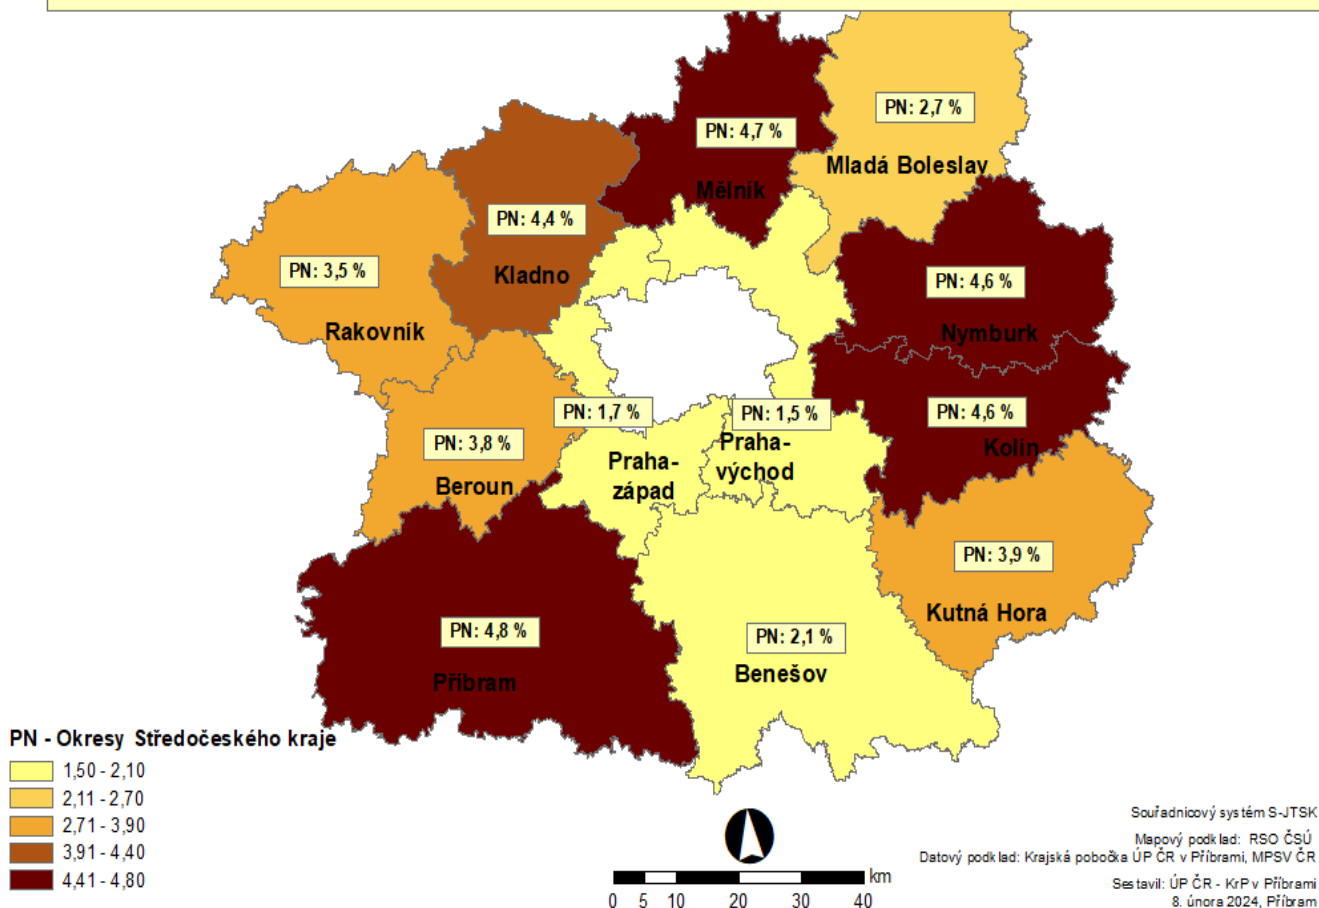 PN: 2,7 %
Mladá Boleslav
PN: 4,7 %
Mělník
PN: 4,4 %
Kladno
PN: 3,5 %
Rakovník
PN: 4,6 %
Nymburk
PN: 4,6 %
Kolín
PN: 1,7 %
Praha-
západ
PN: 1,5 %
Praha-
východ
PN: 3,8 %
Beroun
PN: 3,9 %
Kutná Hora
PN: 4,8 %
Příbram
PN: 2,1 %
Benešov
PN - Okresy Středočeského kraje
1,50 - 2,10
2,11 - 2,70
2,71 - 3,90
3,91 - 4,40
4,41 - 4,80
km
0 5 10 20 30 40
Souřadnicový systém S-JTSK
Mapový podklad: RSO ČSÚ
Datový podklad: Krajská pobočka ÚP ČR v Příbrami, MPSV ČR
Sestavil: ÚP ČR - KrP v Příbrami
8. února 2024, Příbram